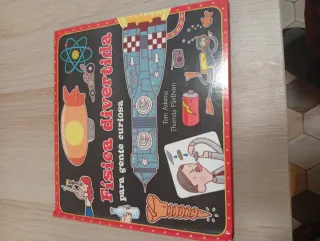 Física divertida
para gente curiosa
Tom Adams
Thomas Flintham